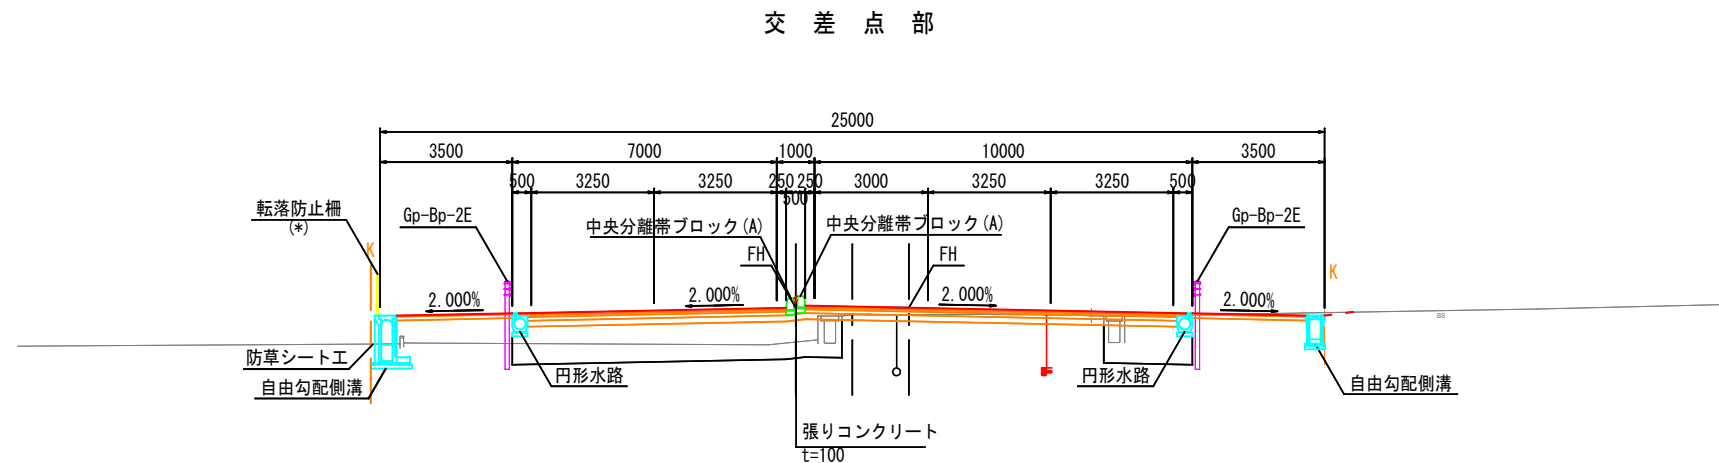 交差点部
25000
3500 7000 1000 10000 3500
500 3250 3250 250 250 3000 3250 3250 500
500
転落防止柵
(*)
Gp-Bp-2E
中央分離帯ブロック(A)
中央分離帯ブロック(A)
Gp-Bp-2E
FH
FH
K
K
2.000%
2.000%
2.000%
2.000%
as
防草シート工
自由勾配側溝
円形水路
円形水路
自由勾配側溝
張りコンクリート
t=100